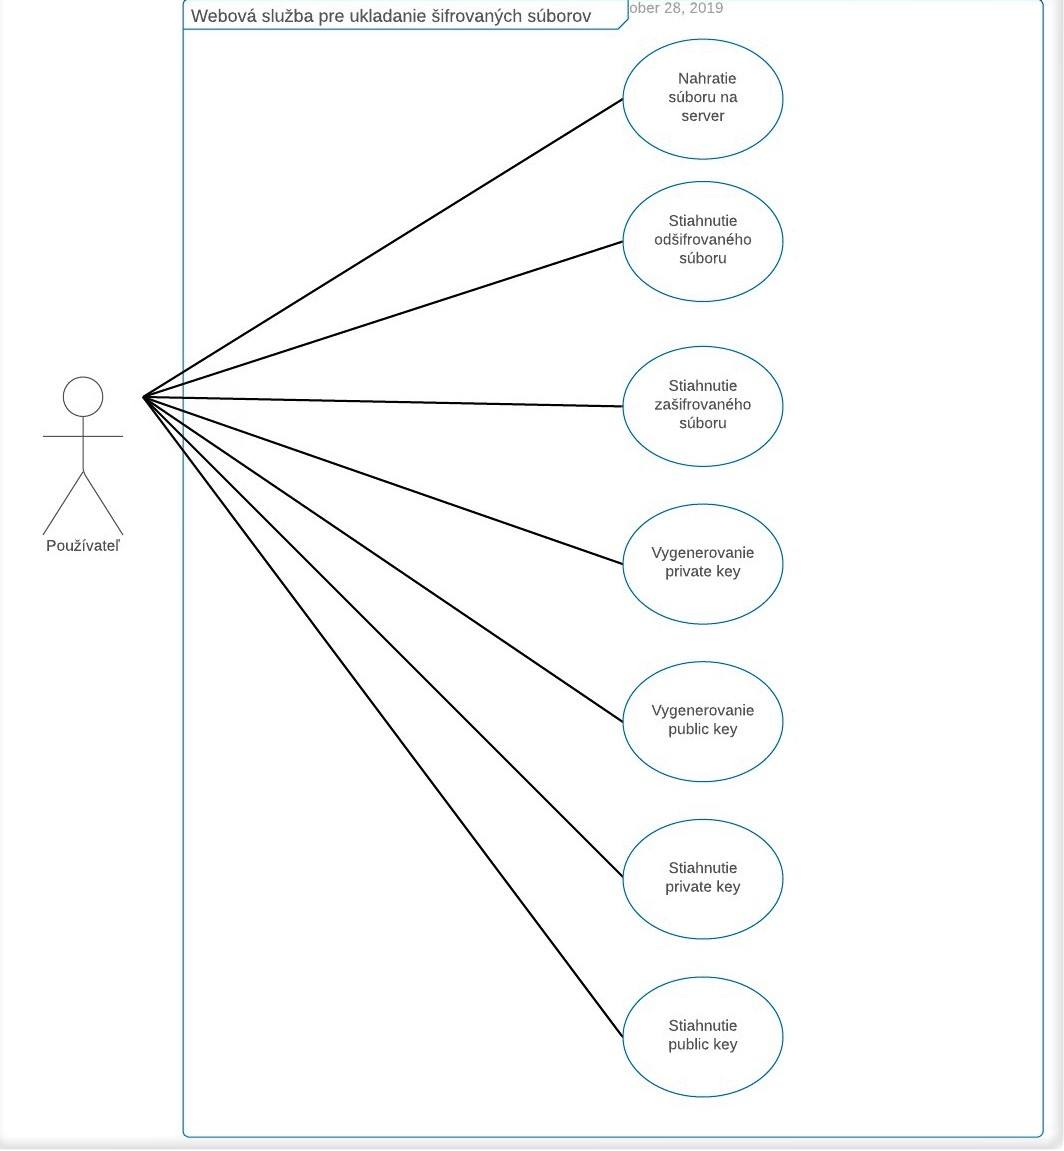 Webová služba pre ukladanie šifrovaných súborov
ober 28, 2019
Nahratie
súboru na
server
Stiahnutie
odšifrovaného
súboru
Stiahnutie
zašifrovaného
súboru
Používateľ
Vygenerovanie
private key
Vygenerovanie
public key
Stiahnutie
private key
Stiahnutie
public key